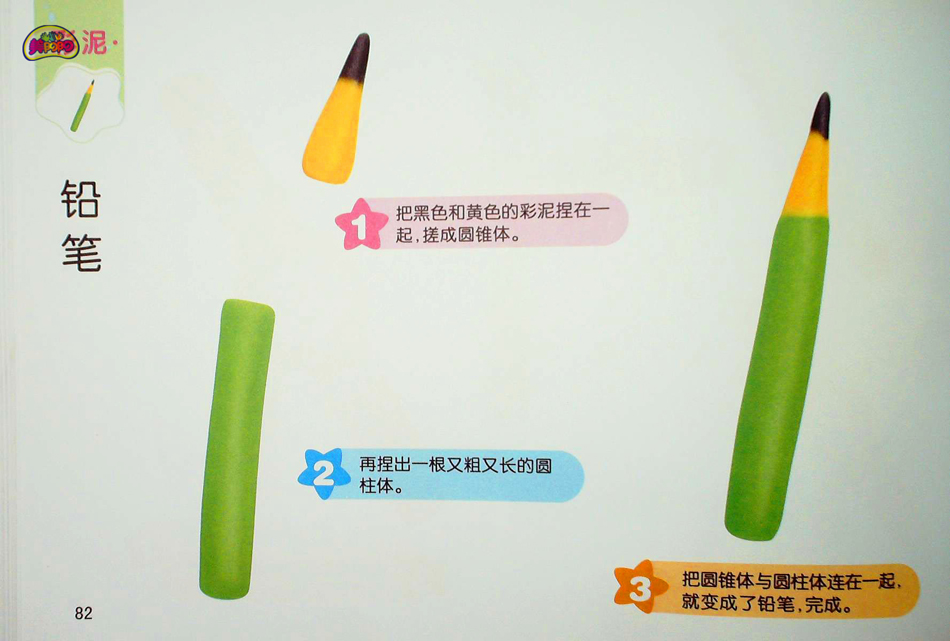 泥·
铅
笔
1
把黑色和黄色的彩泥捏在一
起,搓成圆锥体。
2
再捏出一根又粗又长的圆
柱体。
3
把圆锥体与圆柱体连在一起,
就变成了铅笔,完成。
82